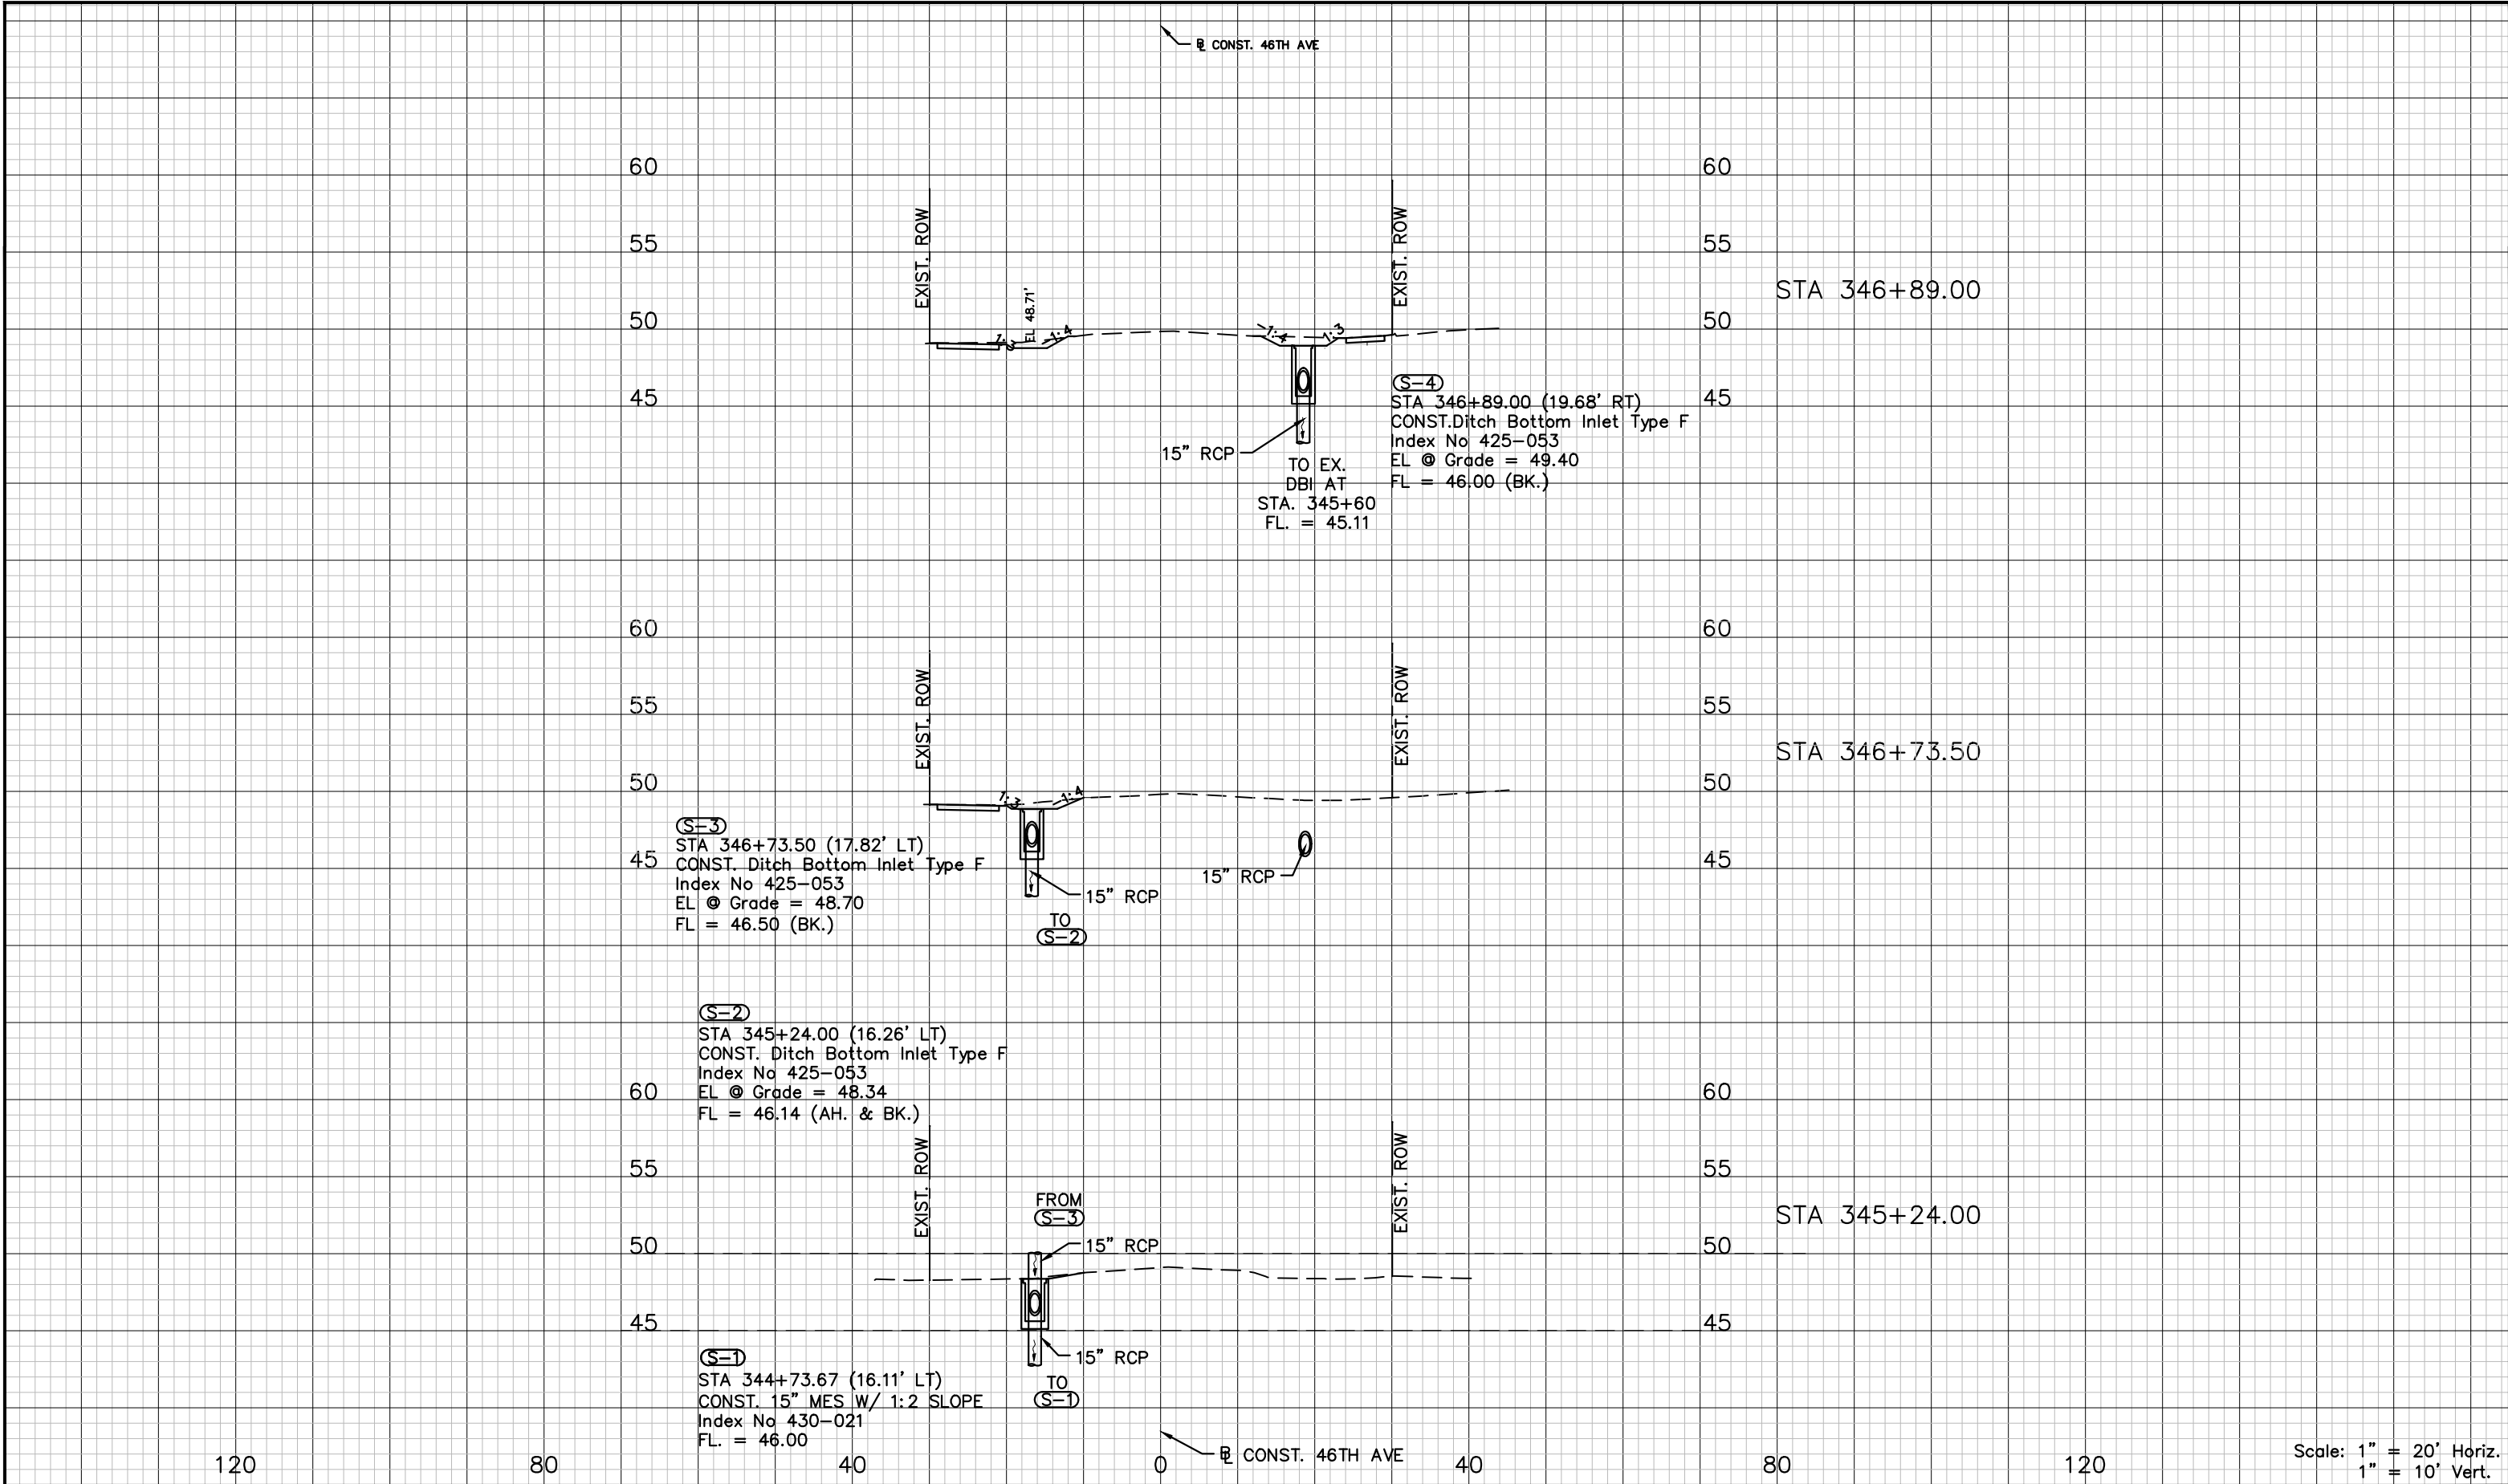 ℄ CONST. 46TH AVE
60
60
EXIST. ROW
EXIST. ROW
55
55
EL 48.71'
STA 346+89.00
50
1:3
1:4
1:4
1:3
50
45
45
S-4
STA 346+89.00 (19.68' RT)
CONST.Ditch Bottom Inlet Type F
Index No 425-053
EL @ Grade = 49.40
FL = 46.00 (BK.)
15" RCP
TO EX.
DBI AT
STA. 345+60
FL. = 45.11
60
60
EXIST. ROW
EXIST. ROW
55
55
STA 346+73.50
50
50
1:3
1:4
S-3
STA 346+73.50 (17.82' LT)
45
45
CONST. Ditch Bottom Inlet Type F
Index No 425-053
EL @ Grade = 48.70
FL = 46.50 (BK.)
15" RCP
15" RCP
TO
S-2
S-2
STA 345+24.00 (16.26' LT)
CONST. Ditch Bottom Inlet Type F
Index No 425-053
EL @ Grade = 48.34
FL = 46.14 (AH. & BK.)
60
60
EXIST. ROW
EXIST. ROW
55
55
FROM
S-3
STA 345+24.00
50
15" RCP
50
45
45
15" RCP
TO
S-1
S-1
STA 344+73.67 (16.11' LT)
CONST. 15" MES W/ 1:2 SLOPE
Index No 430-021
FL. = 46.00
℄ CONST. 46TH AVE
120
80
40
0
40
80
120
Scale: 1" = 20' Horiz.
1" = 10' Vert.